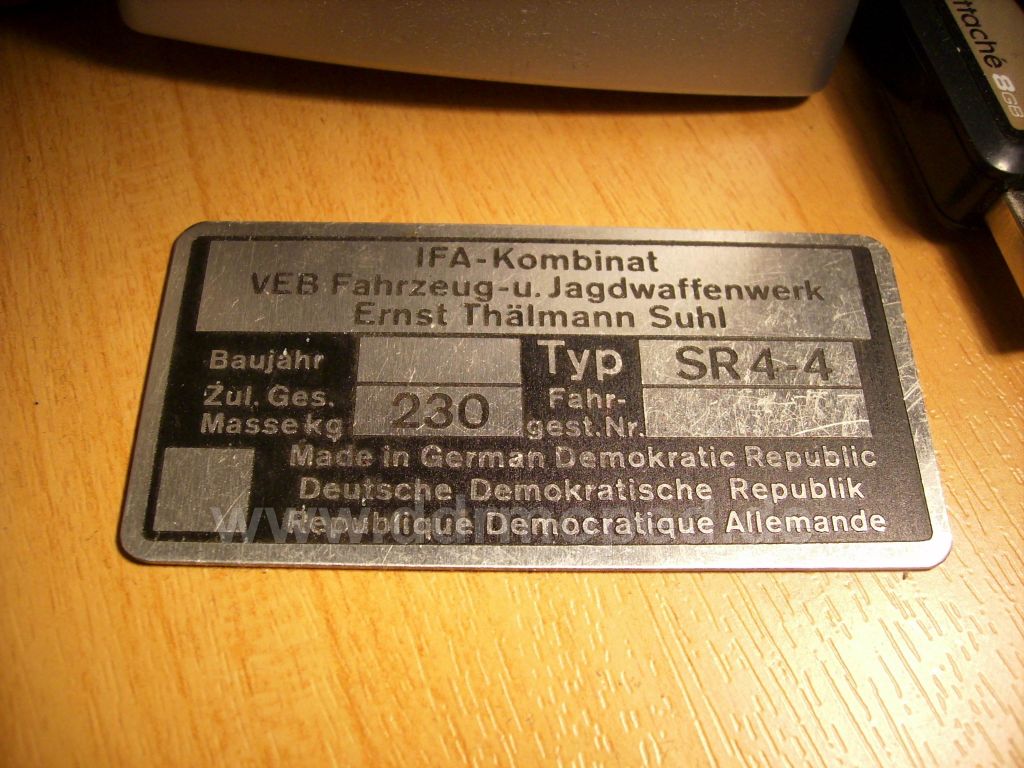 ttaché 8GB
IFA-Kombinat
VEB Fahrzeug-u. Jagdwaffenwerk
Ernst Thälmann Suhl
Baujahr
Typ SR 4-4
Zul. Ges. Masse kg 230
Fahr-gest. Nr.
Made in German Demokratic Republic
Deutsche Demokratische Republik
Republique Democratique Allemande